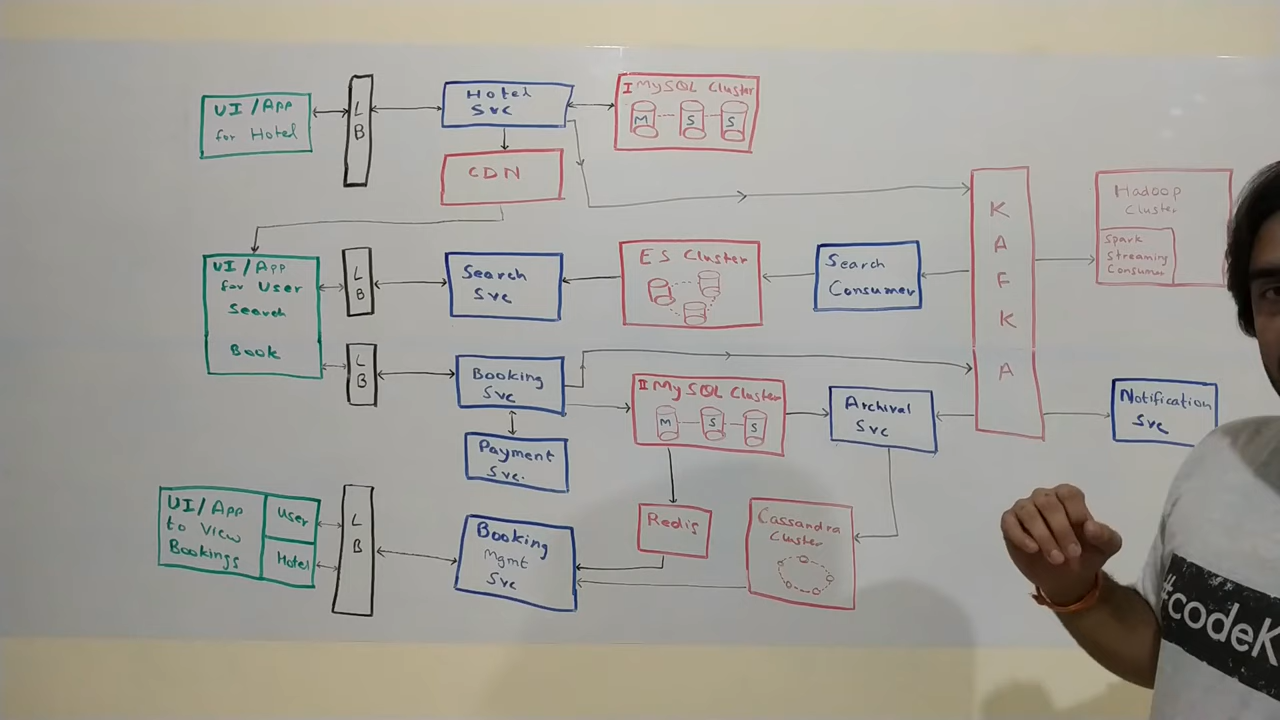 UI/App
for Hotel
L
B
Hotel
Svc
I MySQL Cluster
M
S
S
CDN
K
A
F
K
A
Hadoop
Cluster
Spark
Streaming
Consumer
UI/App
for User
Search
Book
L
B
Search
Svc
ES Cluster
Search
Consumer
L
B
Booking
Svc
II MySQL Cluster
M
S
S
Archival
Svc
Notification
Svc
Payment
Svc.
UI/App
to View
Bookings
User
Hotel
L
B
Booking
Mgmt
Svc
Redis
Cassandra
Cluster
#codeK